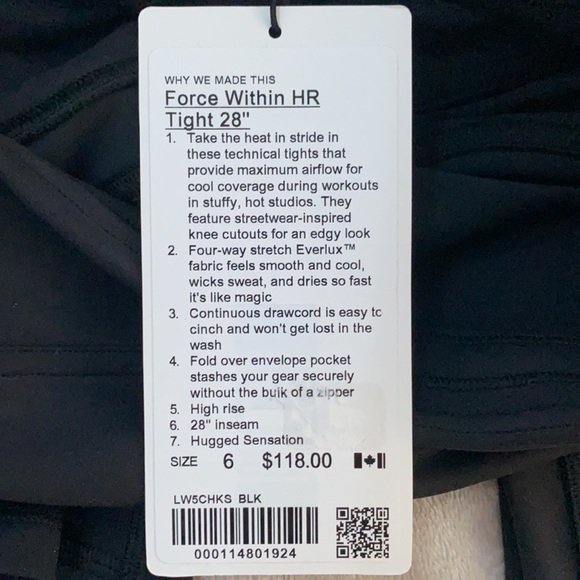 WHY WE MADE THIS
Force Within HR
Tight 28"
1. Take the heat in stride in
these technical tights that
provide maximum airflow for
cool coverage during workouts
in stuffy, hot studios. They
feature streetwear-inspired
knee cutouts for an edgy look
2. Four-way stretch Everlux™
fabric feels smooth and cool,
wicks sweat, and dries so fast
it's like magic
3. Continuous drawcord is easy to
cinch and won't get lost in the
wash
4. Fold over envelope pocket
stashes your gear securely
without the bulk of a zipper
5. High rise
6. 28" inseam
7. Hugged Sensation
SIZE 6 $118.00
LW5CHKS BLK
000114801924